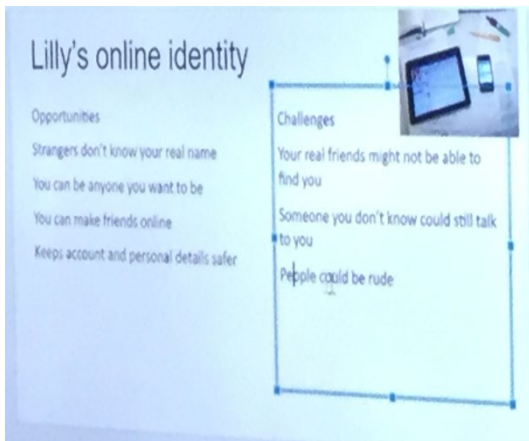 Lilly's online identity
Opportunities
Strangers don't know your real name
You can be anyone you want to be
You can make friends online
Keeps account and personal details safer
Challenges
Your real friends might not be able to
find you
Someone you don't know could still talk
to you
People could be rude